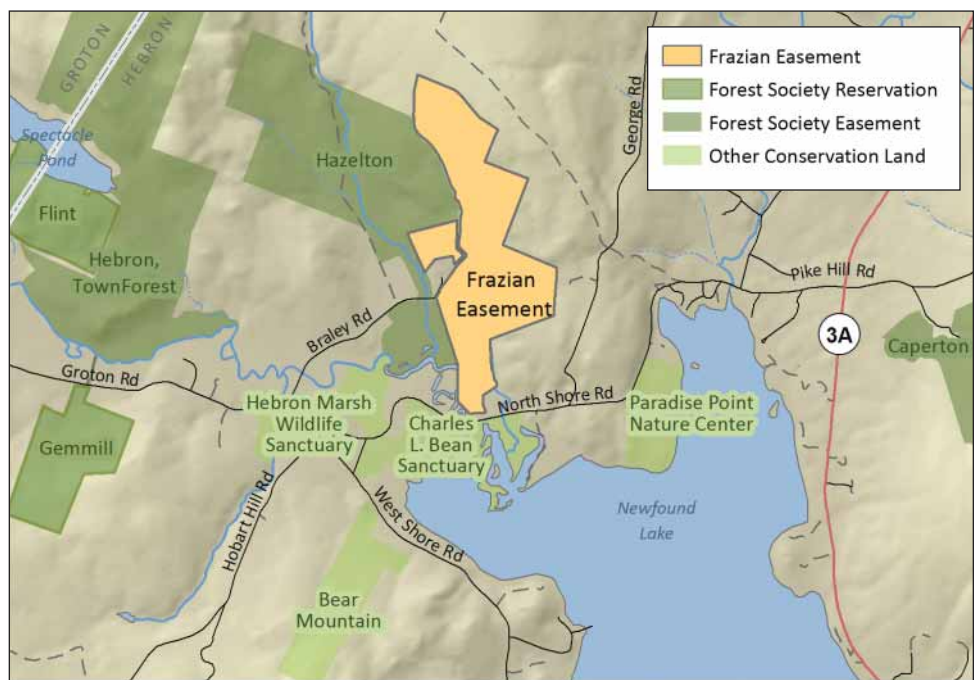 GROTON
HEBRON
Spectacle
Pond
Flint
Hebron,
TownForest
Hazelton
Frazian
Easement
Braley Rd
Groton Rd
Gemmill
Hebron Marsh
Wildlife
Sanctuary
Charles
L. Bean
Sanctuary
North Shore Rd
Paradise Point
Nature Center
George Rd
Pike Hill Rd
3A
Caperton
Hobart Hill Rd
West Shore Rd
Bear
Mountain
Newfound
Lake
Frazian Easement
Forest Society Reservation
Forest Society Easement
Other Conservation Land